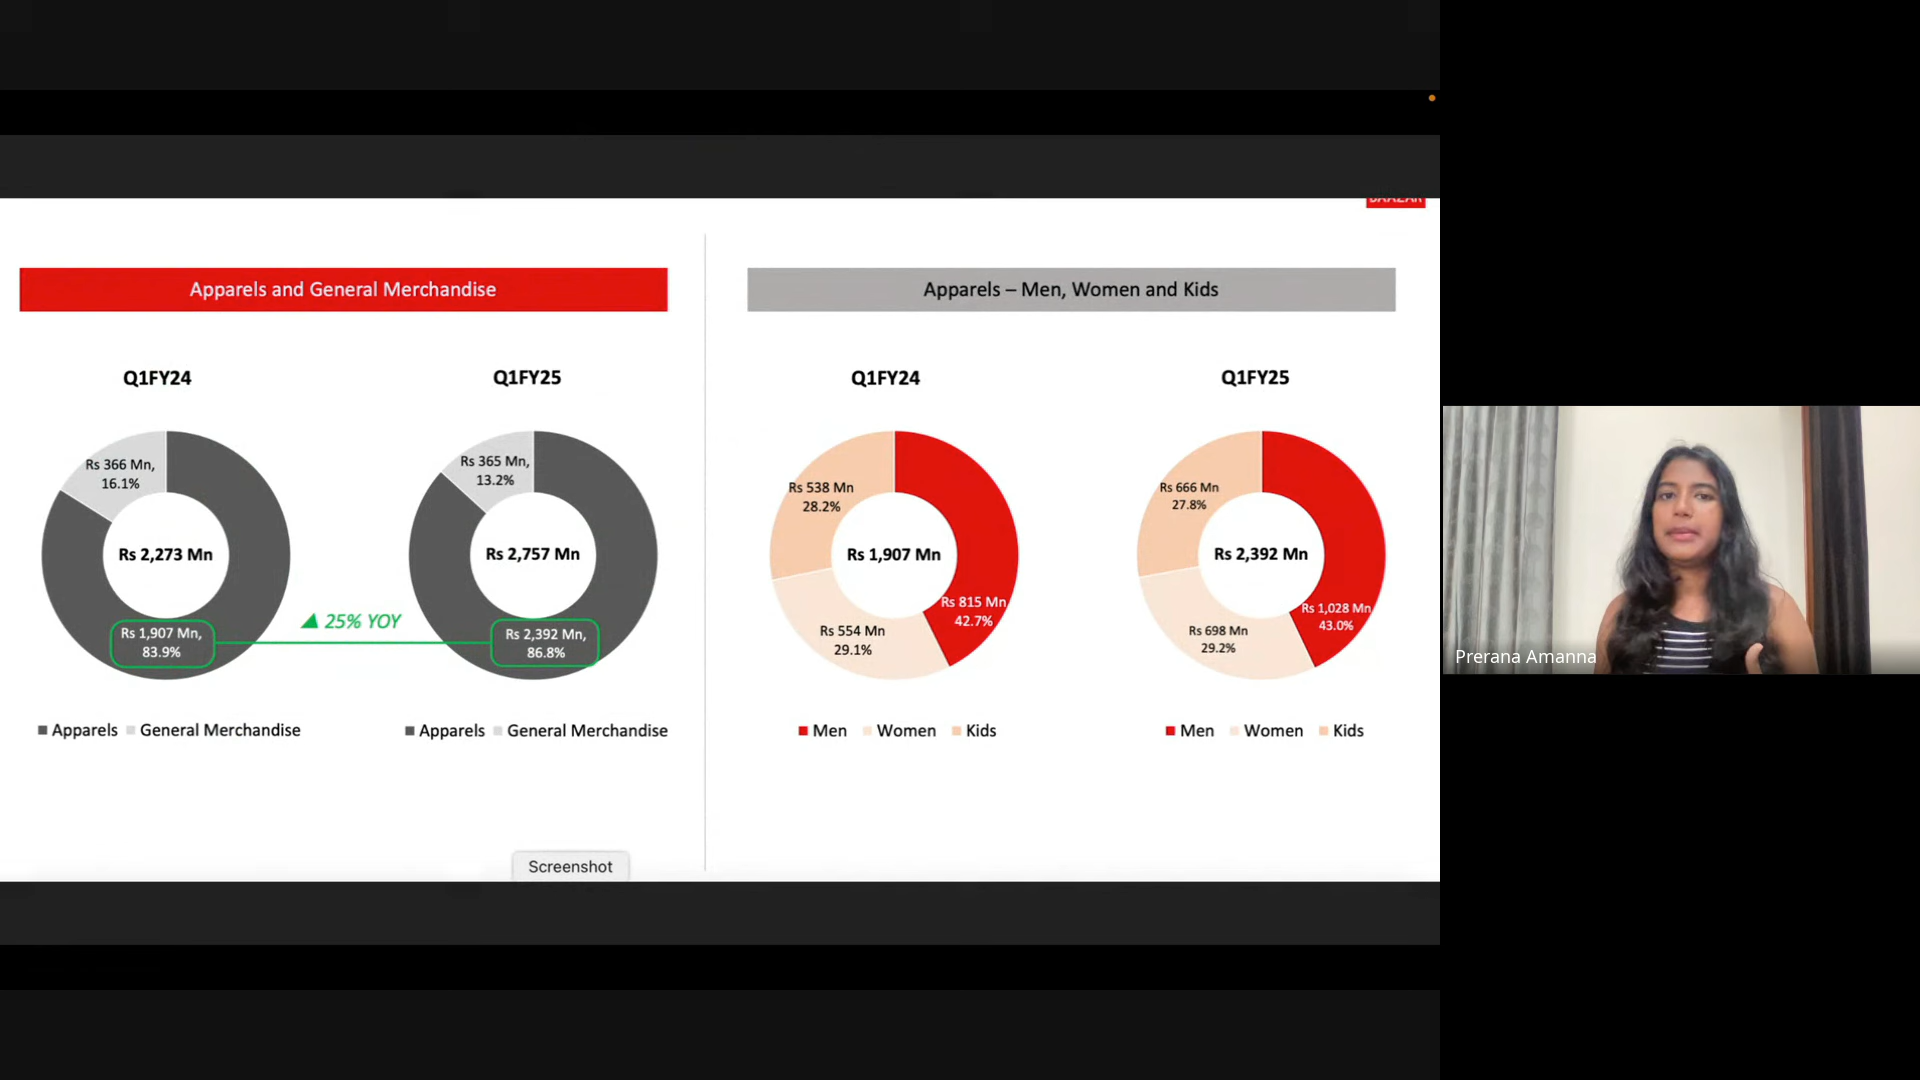 BAAZAR
Apparels and General Merchandise
Apparels – Men, Women and Kids
Q1FY24
Q1FY25
Q1FY24
Q1FY25
Rs 366 Mn,
16.1%
Rs 2,273 Mn
Rs 1,907 Mn,
83.9%
25% YOY
Rs 365 Mn,
13.2%
Rs 2,757 Mn
Rs 2,392 Mn,
86.8%
Rs 538 Mn
28.2%
Rs 1,907 Mn
Rs 815 Mn
42.7%
Rs 554 Mn
29.1%
Rs 666 Mn
27.8%
Rs 2,392 Mn
Rs 1,028 Mn
43.0%
Rs 698 Mn
29.2%
Apparels General Merchandise
Apparels General Merchandise
Men Women Kids
Men Women Kids
Screenshot
Prerana Amanna